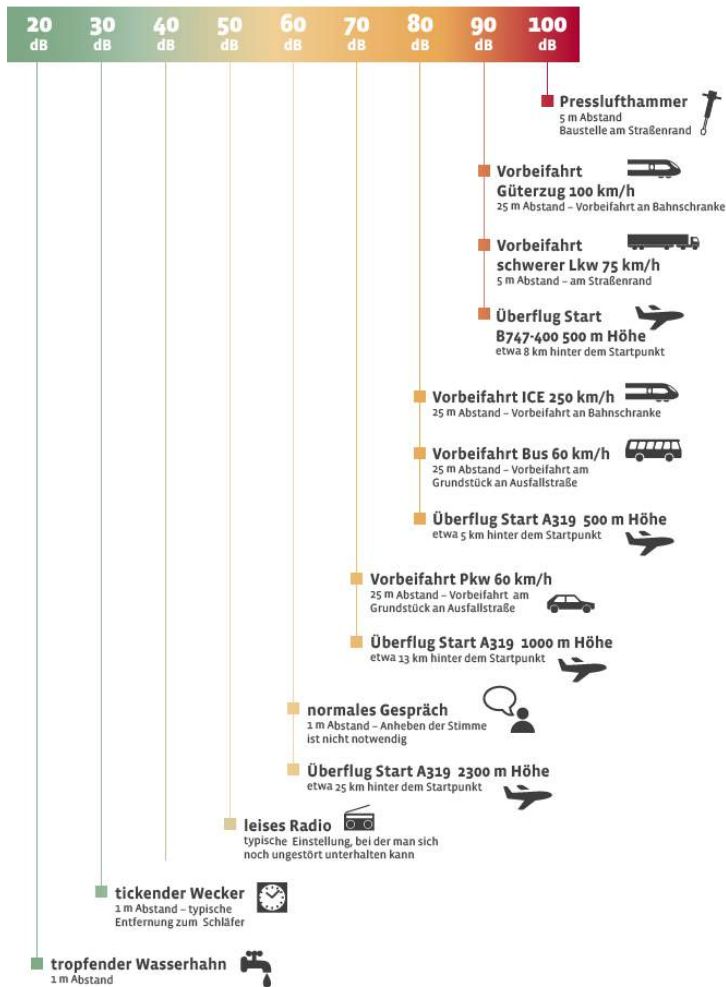 20 30 40 50 60 70 80 90 100
dB dB dB dB dB dB dB dB dB
Presslufthammer
5 m Abstand
Baustelle am Straßenrand
Vorbeifahrt
Güterzug 100 km/h
25 m Abstand – Vorbeifahrt an Bahnschranke
Vorbeifahrt
schwerer Lkw 75 km/h
5 m Abstand – am Straßenrand
Überflug Start
B747-400 500 m Höhe
etwa 8 km hinter dem Startpunkt
Vorbeifahrt ICE 250 km/h
25 m Abstand – Vorbeifahrt an Bahnschranke
Vorbeifahrt Bus 60 km/h
25 m Abstand – Vorbeifahrt am
Grundstück an Ausfallstraße
Überflug Start A319 500 m Höhe
etwa 5 km hinter dem Startpunkt
Vorbeifahrt Pkw 60 km/h
25 m Abstand – Vorbeifahrt am
Grundstück an Ausfallstraße
Überflug Start A319 1000 m Höhe
etwa 13 km hinter dem Startpunkt
normales Gespräch
1 m Abstand – Anheben der Stimme
ist nicht notwendig
Überflug Start A319 2300 m Höhe
etwa 25 km hinter dem Startpunkt
leises Radio
typische Einstellung, bei der man sich
noch ungestört unterhalten kann
tickender Wecker
1 m Abstand – typische
Entfernung zum Schläfer
tropfender Wasserhahn
1 m Abstand